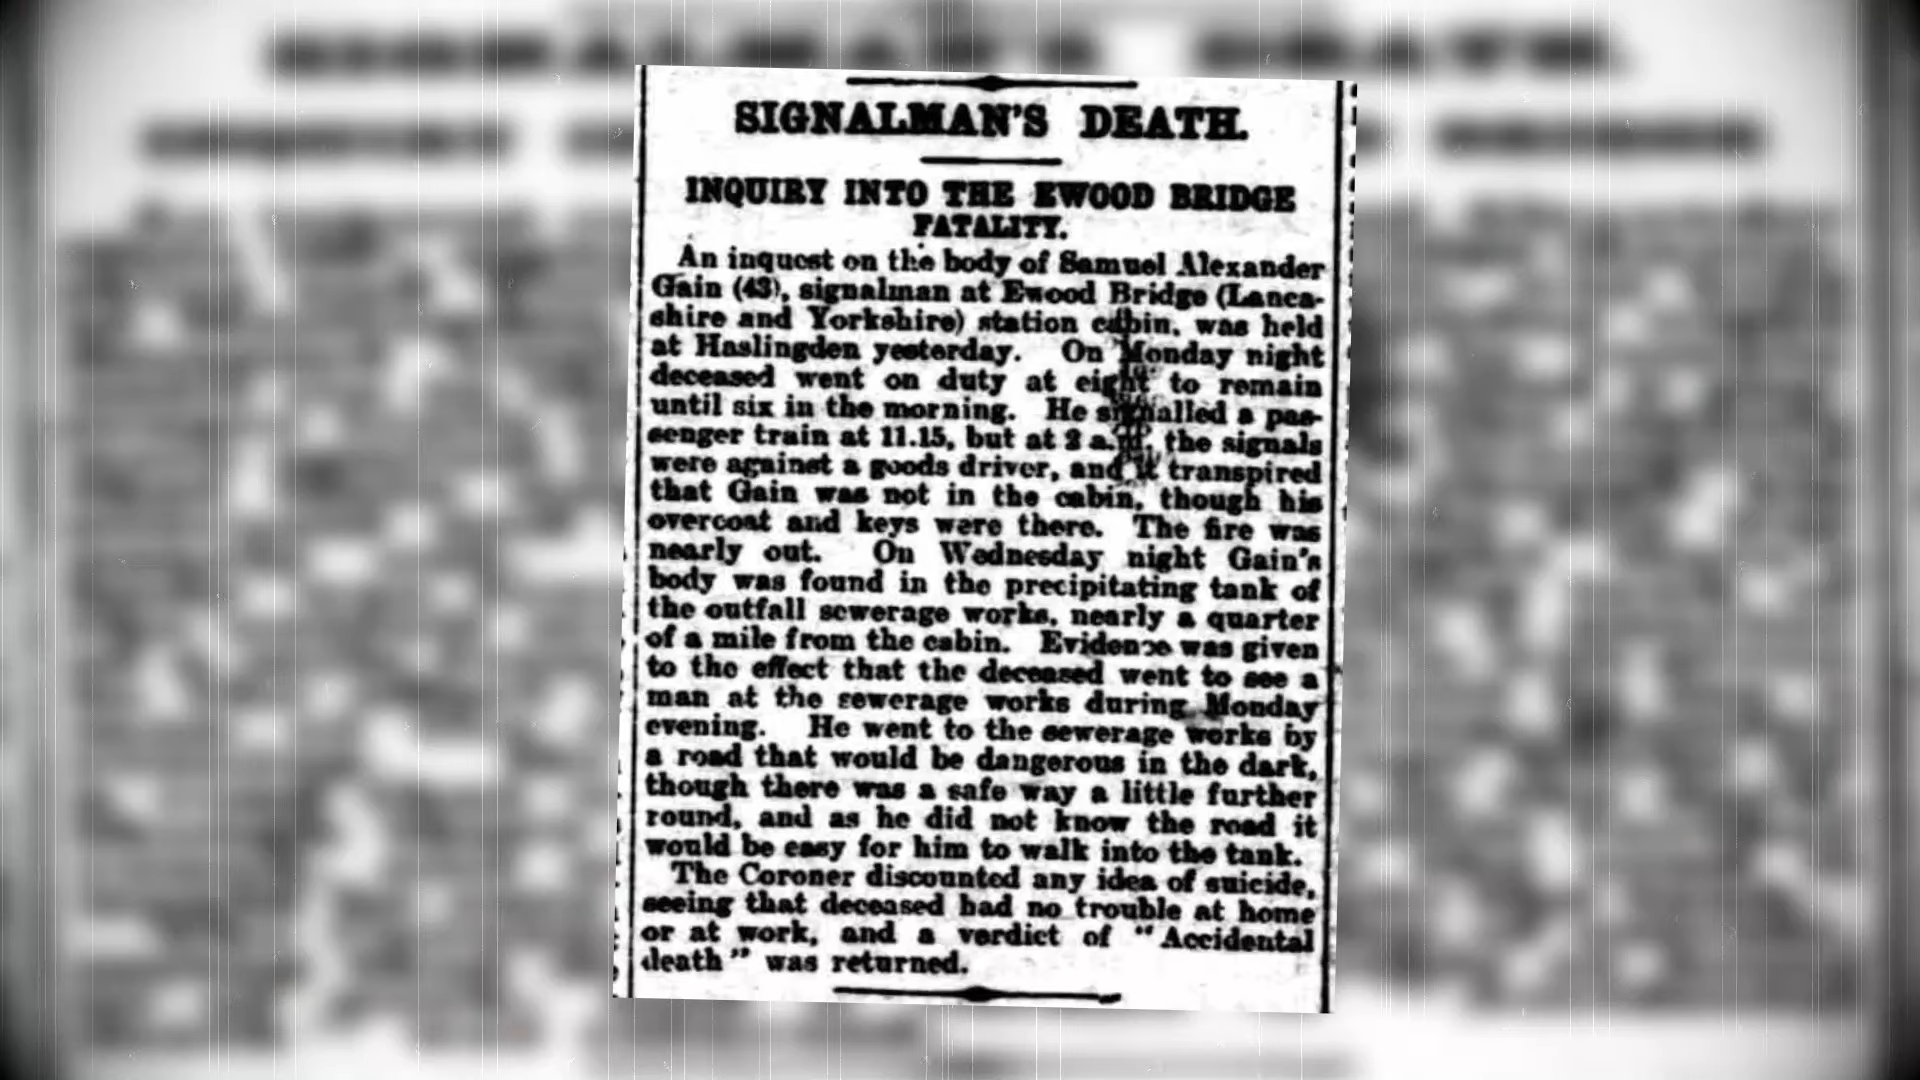 SIGNALMAN'S DEATH.
INQUIRY INTO THE EWOOD BRIDGE
FATALITY.
An inquest on the body of Samuel Alexander
Gain (43), signalman at Ewood Bridge (Lanca-
shire and Yorkshire) station cabin, was held
at Haslingden yesterday. On Monday night
deceased went on duty at eight to remain
until six in the morning. He signalled a pas-
senger train at 11.15, but at 2 a.m. the signals
were against a goods driver, and it transpired
that Gain was not in the cabin, though his
overcoat and keys were there. The fire was
nearly out. On Wednesday night Gain's
body was found in the precipitating tank of
the outfall sewerage works, nearly a quarter
of a mile from the cabin. Evidence was given
to the effect that the deceased went to see a
man at the sewerage works during Monday
evening. He went to the sewerage works by
a road that would be dangerous in the dark,
though there was a safe way a little further
round, and as he did not know the road it
would be easy for him to walk into the tank.
The Coroner discounted any idea of suicide,
seeing that deceased had no trouble at home
or at work, and a verdict of "Accidental
death" was returned.